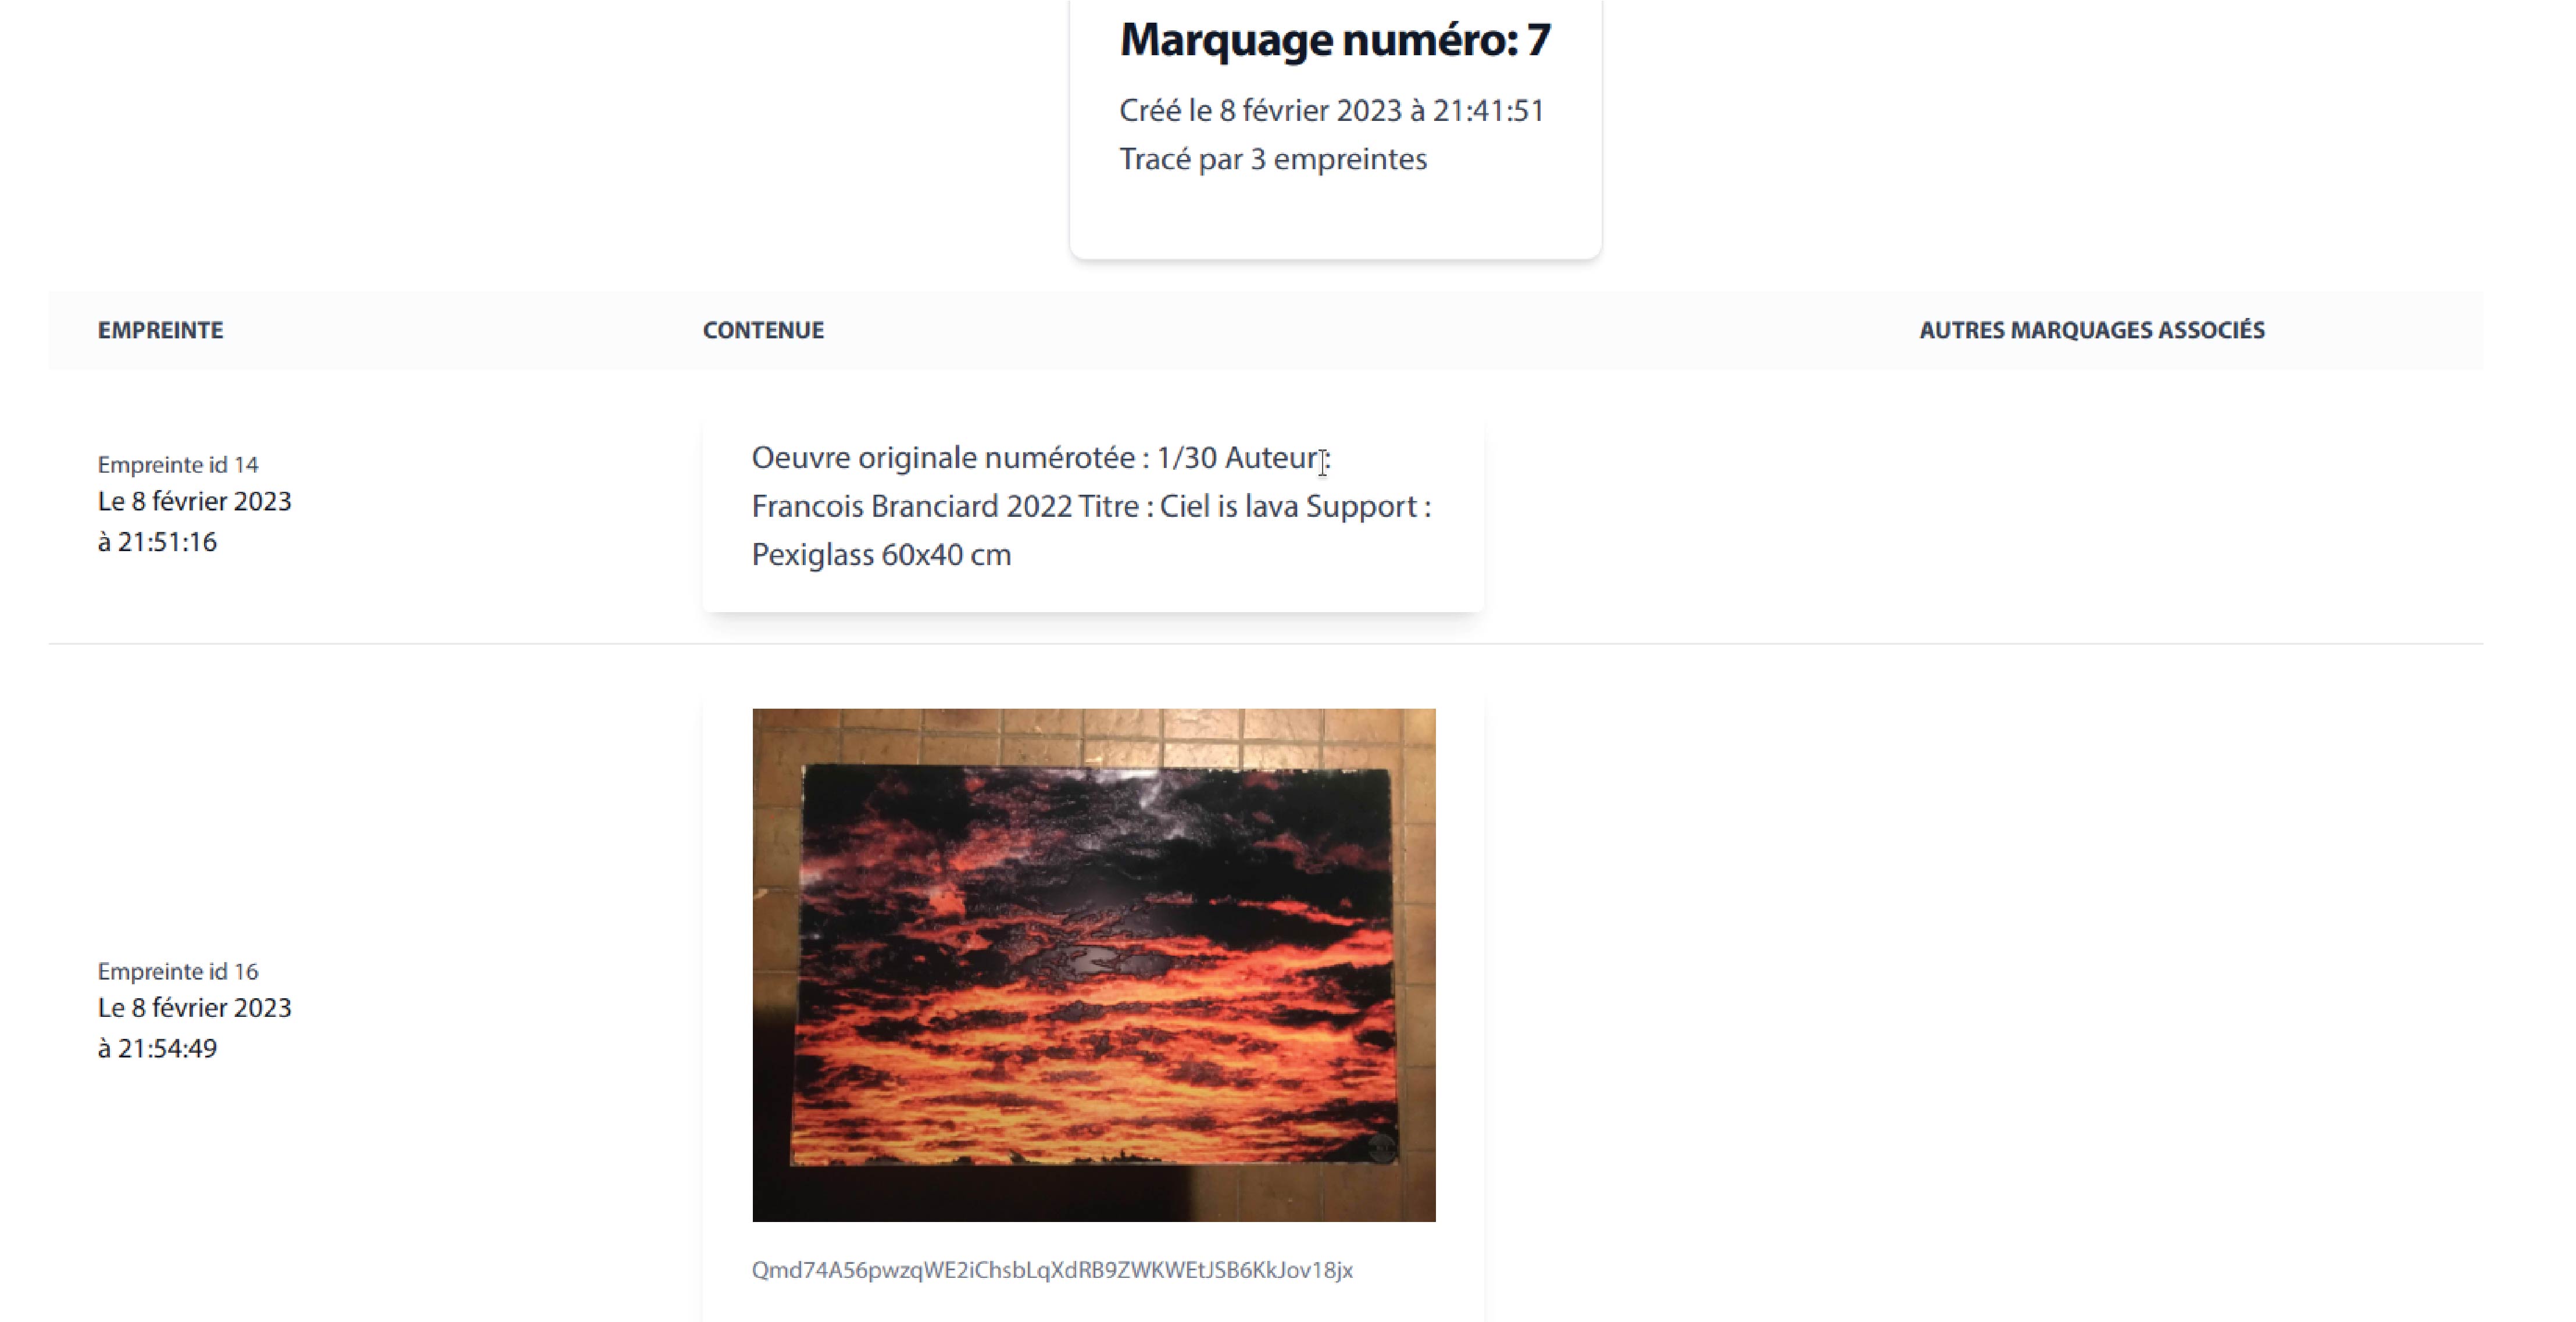 Marquage numéro: 7
Créé le 8 février 2023 à 21:41:51
Tracé par 3 empreintes
EMPREINTE
CONTENUE
AUTRES MARQUAGES ASSOCIÉS
Empreinte id 14
Le 8 février 2023
à 21:51:16
Oeuvre originale numérotée : 1/30 Auteur :
Francois Branciard 2022 Titre : Ciel is lava Support :
Pexiglass 60x40 cm
Empreinte id 16
Le 8 février 2023
à 21:54:49
Qmd74A56pwzqWE2iChsbLqXdRB9ZWKWEtJSB6KkJov18jx